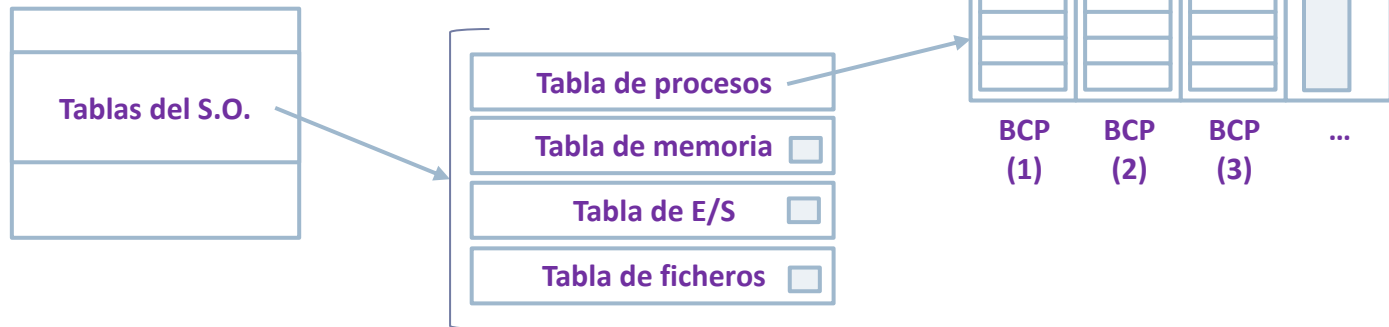 Tablas del S.O.
Tabla de procesos
Tabla de memoria
Tabla de E/S
Tabla de ficheros
BCP BCP BCP ...
(1) (2) (3)